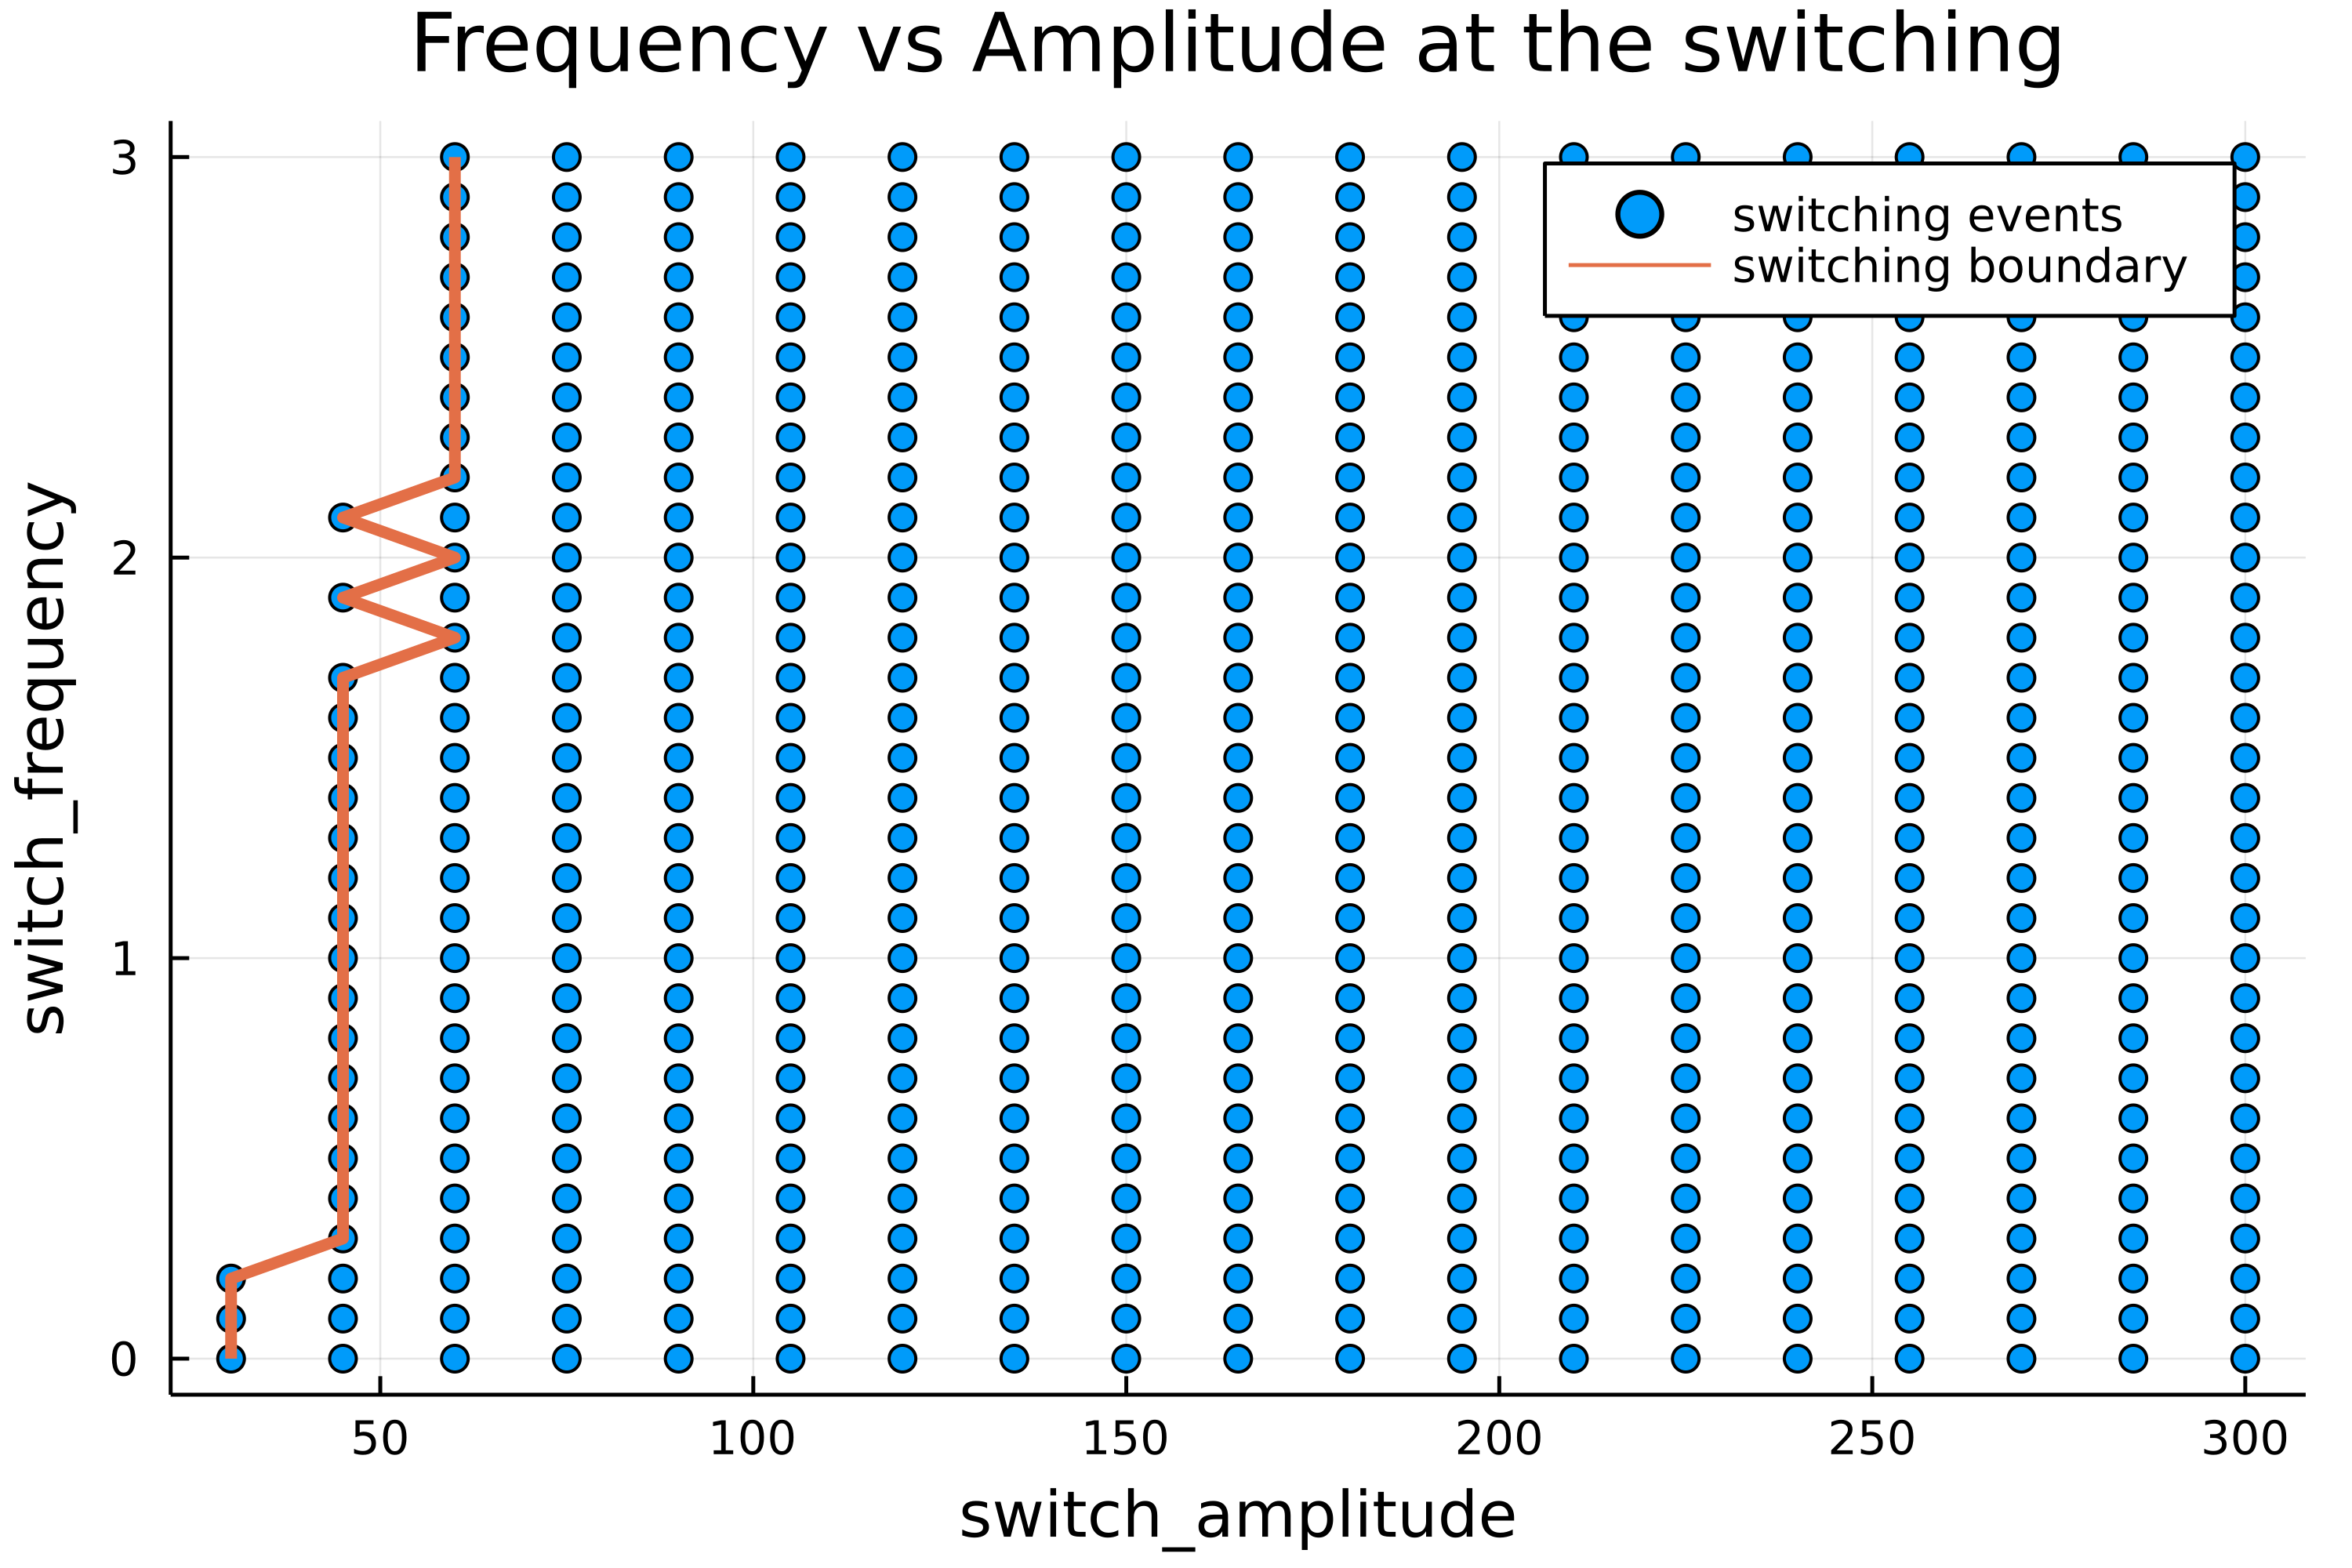 Frequency vs Amplitude at the switching
switching events
switching boundary
switch_frequency
3
2
1
0
50 100 150 200 250 300
switch_amplitude